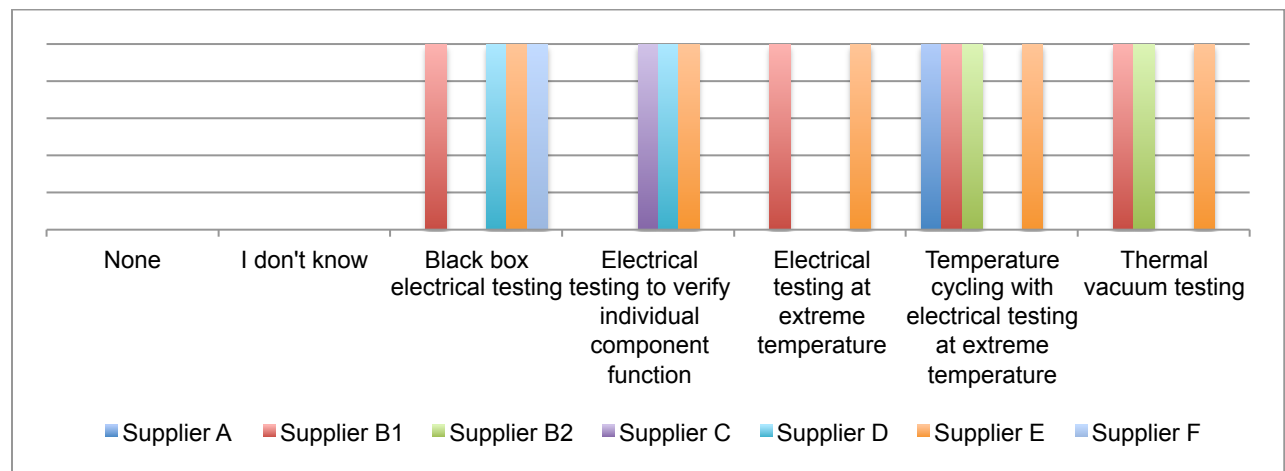 None
I don't know
Black box
electrical testing
Electrical
testing to verify
individual
component
function
Electrical
testing at
extreme
temperature
Temperature
cycling with
electrical testing
at extreme
temperature
Thermal
vacuum testing
Supplier A Supplier B1 Supplier B2 Supplier C Supplier D Supplier E Supplier F